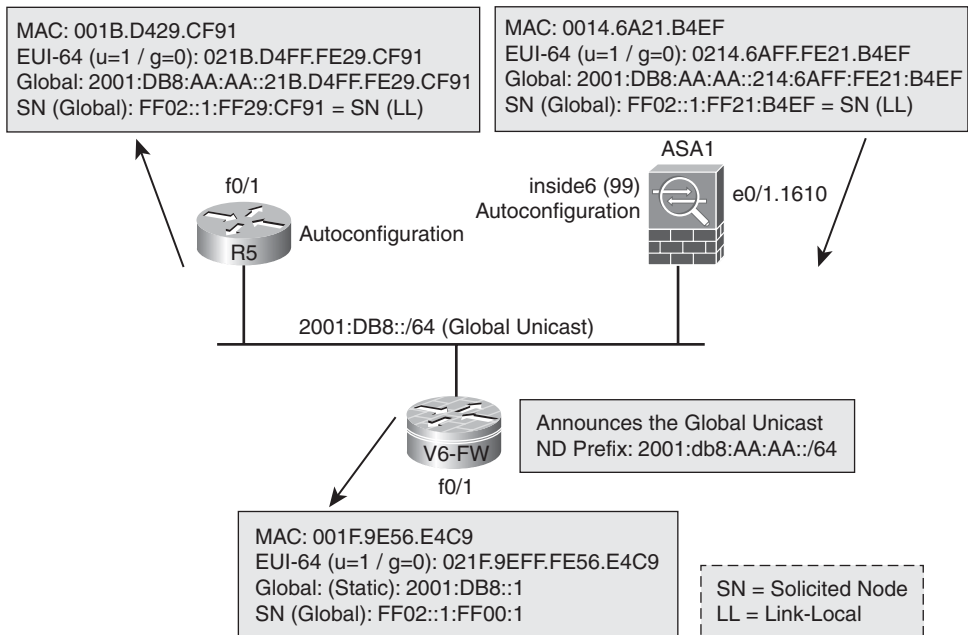 MAC: 001B.D429.CF91
EUI-64 (u=1 / g=0): 021B.D4FF.FE29.CF91
Global: 2001:DB8:AA:AA::21B.D4FF.FE29.CF91
SN (Global): FF02::1:FF29:CF91 = SN (LL)
MAC: 0014.6A21.B4EF
EUI-64 (u=1 / g=0): 0214.6AFF.FE21.B4EF
Global: 2001:DB8:AA:AA::214:6AFF:FE21:B4EF
SN (Global): FF02::1:FF21:B4EF = SN (LL)
ASA1
f0/1
inside6 (99)
Autoconfiguration
e0/1.1610
R5
Autoconfiguration
2001:DB8::/64 (Global Unicast)
V6-FW
f0/1
Announces the Global Unicast
ND Prefix: 2001:db8:AA:AA::/64
MAC: 001F.9E56.E4C9
EUI-64 (u=1 / g=0): 021F.9EFF.FE56.E4C9
Global: (Static): 2001:DB8::1
SN (Global): FF02::1:FF00:1
SN = Solicited Node
LL = Link-Local